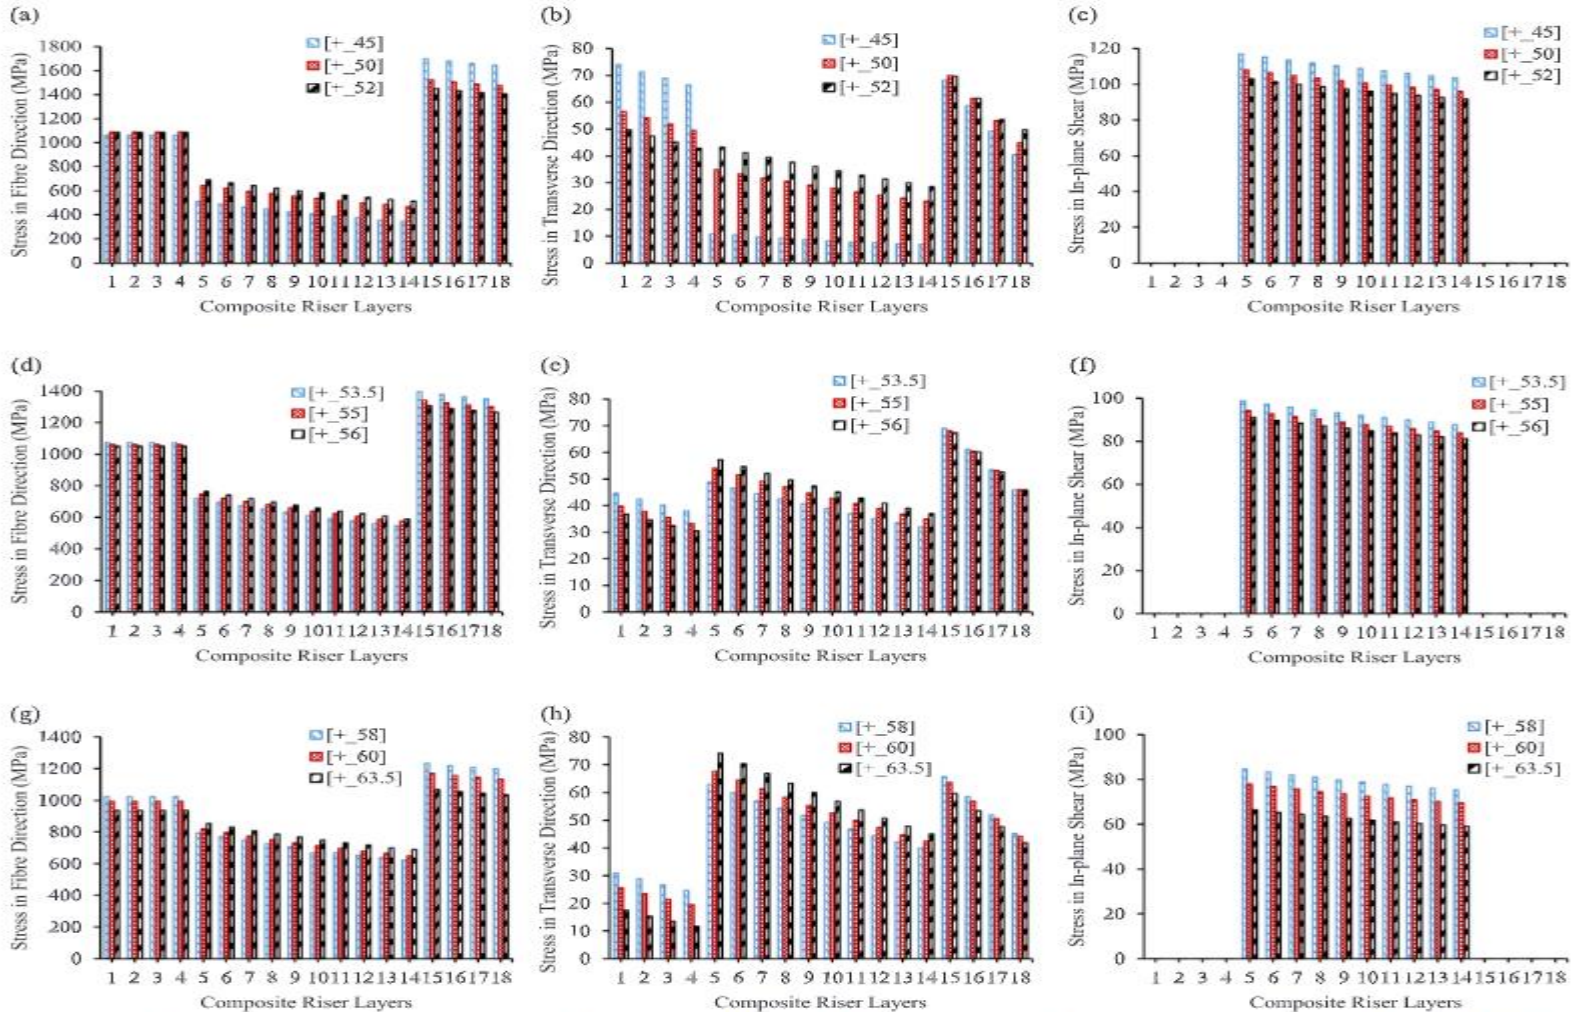 (a)
Stress in Fibre Direction (MPa)
1800
1600
1400
1200
1000
800
600
400
200
0
[+_45]
[+_50]
[+_52]
1 2 3 4 5 6 7 8 9 10 11 12 13 14 15 16 17 18
Composite Riser Layers
(b)
Stress in Transverse Direction (MPa)
80
70
60
50
40
30
20
10
0
[+_45]
[+_50]
[+_52]
1 2 3 4 5 6 7 8 9 10 11 12 13 14 15 16 17 18
Composite Riser Layers
(c)
Stress in In-plane Shear (MPa)
120
100
80
60
40
20
0
[+_45]
[+_50]
[+_52]
1 2 3 4 5 6 7 8 9 10 11 12 13 14 15 16 17 18
Composite Riser Layers
(d)
Stress in Fibre Direction (MPa)
1400
1200
1000
800
600
400
200
0
[+_53.5]
[+_55]
[+_56]
1 2 3 4 5 6 7 8 9 10 11 12 13 14 15 16 17 18
Composite Riser Layers
(e)
Stress in Transverse Direction (MPa)
80
70
60
50
40
30
20
10
0
[+_53.5]
[+_55]
[+_56]
1 2 3 4 5 6 7 8 9 10 11 12 13 14 15 16 17 18
Composite Riser Layers
(f)
Stress in In-plane Shear (MPa)
100
80
60
40
20
0
[+_53.5]
[+_55]
[+_56]
1 2 3 4 5 6 7 8 9 10 11 12 13 14 15 16 17 18
Composite Riser Layers
(g)
Stress in Fibre Direction (MPa)
1400
1200
1000
800
600
400
200
0
[+_58]
[+_60]
[+_63.5]
1 2 3 4 5 6 7 8 9 10 11 12 13 14 15 16 17 18
Composite Riser Layers
(h)
Stress in Transverse Direction (MPa)
80
70
60
50
40
30
20
10
0
[+_58]
[+_60]
[+_63.5]
1 2 3 4 5 6 7 8 9 10 11 12 13 14 15 16 17 18
Composite Riser Layers
(i)
Stress in In-plane Shear (MPa)
100
80
60
40
20
0
[+_58]
[+_60]
[+_63.5]
1 2 3 4 5 6 7 8 9 10 11 12 13 14 15 16 17 18
Composite Riser Layers